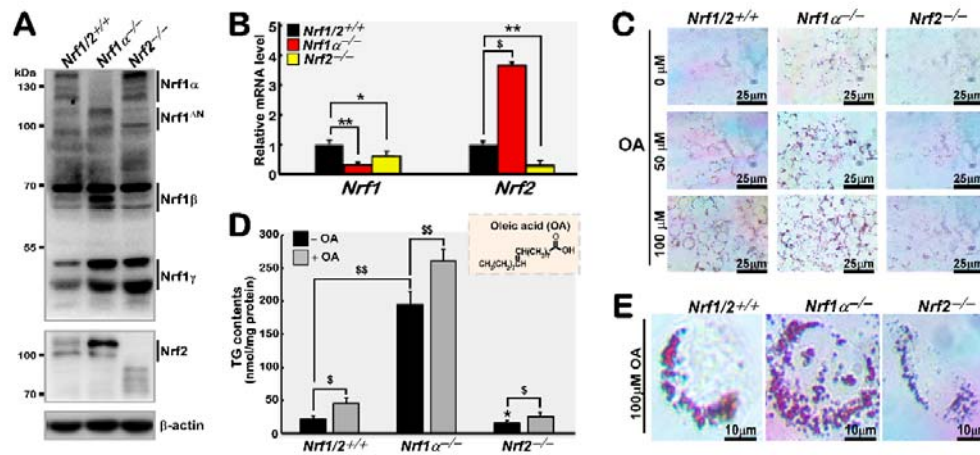 A
Nrf1/2+/+
Nrf1α−/−
Nrf2−/−
kDa
130
100
70
55
Nrf1α
Nrf1ΔN
Nrf1β
Nrf1γ
100
70
Nrf2
β-actin
B
Nrf1/2+/+
Nrf1α−/−
Nrf2−/−
Relative mRNA level
5
4
3
2
1
0
**
*
$
**
Nrf1
Nrf2
C
Nrf1/2+/+
Nrf1α−/−
Nrf2−/−
OA
0 μM
25μm
25μm
25μm
50 μM
25μm
25μm
25μm
100 μM
25μm
25μm
25μm
D
− OA
+ OA
Oleic acid (OA)
TG contents
(nmol/mg protein)
300
250
200
150
100
50
0
$
$$
$$
*
$
Nrf1/2+/+
Nrf1α−/−
Nrf2−/−
E
Nrf1/2+/+
Nrf1α−/−
Nrf2−/−
100μM OA
10μm
10μm
10μm